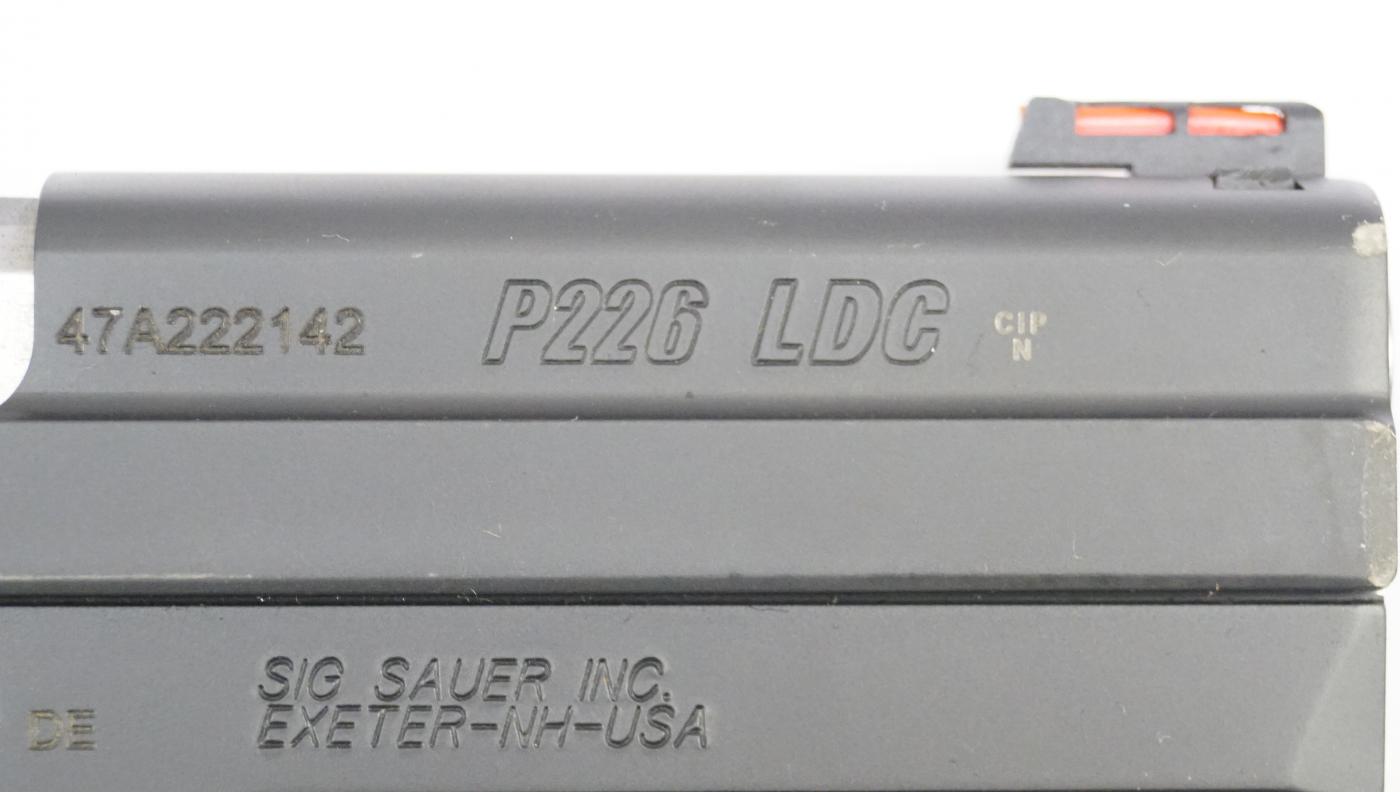 47A222142
P226 LDC
CIP
N
SIG SAUER INC.
EXETER-NH-USA
DE